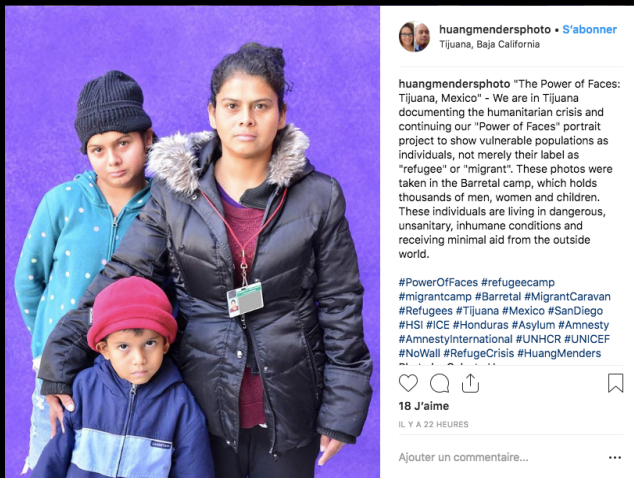 huangmendersphoto • S'abonner
Tijuana, Baja California
huangmendersphoto "The Power of Faces:
Tijuana, Mexico" - We are in Tijuana
documenting the humanitarian crisis and
continuing our "Power of Faces" portrait
project to show vulnerable populations as
individuals, not merely their label as
"refugee" or "migrant". These photos were
taken in the Barretal camp, which holds
thousands of men, women and children.
These individuals are living in dangerous,
unsanitary, inhumane conditions and
receiving minimal aid from the outside
world.
#PowerOfFaces #refugeecamp
#migrantcamp #Barretal #MigrantCaravan
#Refugees #Tijuana #Mexico #SanDiego
#HSI #ICE #Honduras #Asylum #Amnesty
#AmnestyInternational #UNHCR #UNICEF
#NoWall #RefugeCrisis #HuangMenders
18 J'aime
IL Y A 22 HEURES
Ajouter un commentaire...